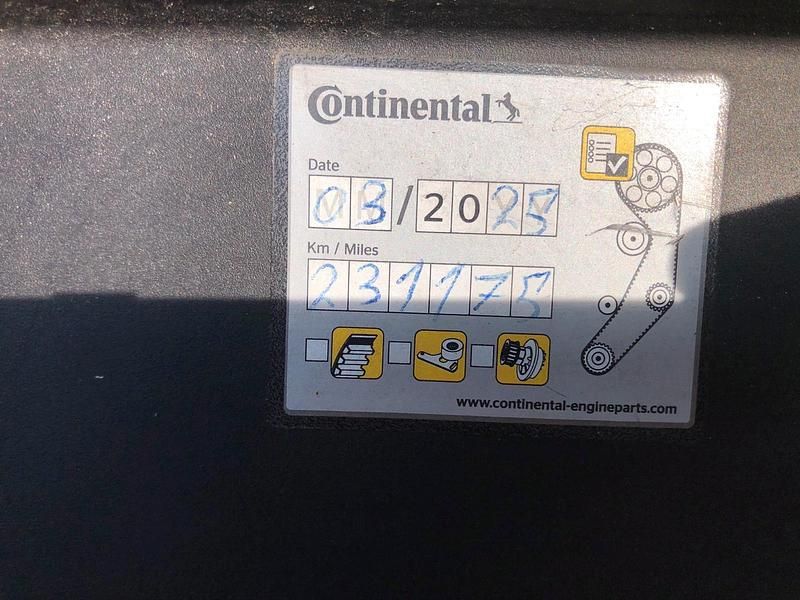 Continental
Date
03/2025
Km / Miles
231175
www.continental-engineparts.com